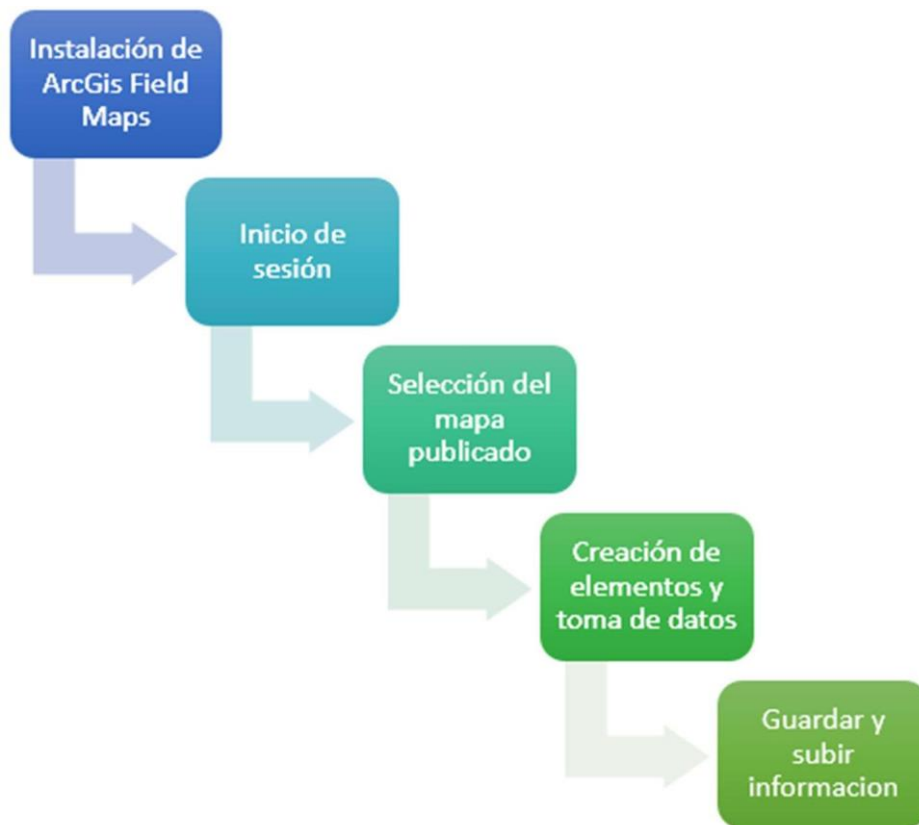 Instalación de
ArcGis Field
Maps
Inicio de
sesión
Selección del
mapa
publicado
Creación de
elementos y
toma de datos
Guardar y
subir
informacion